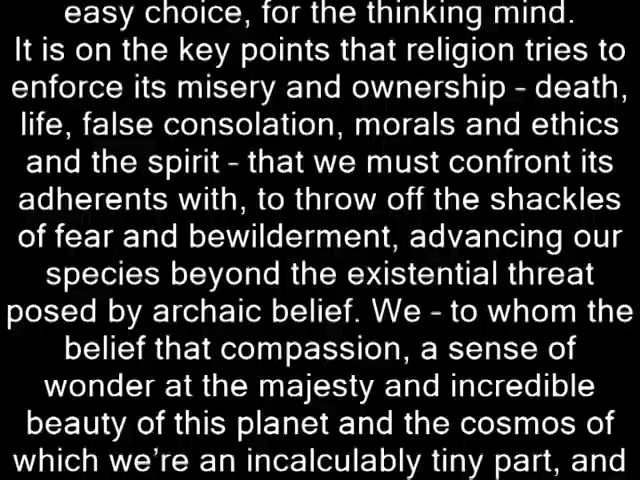 easy choice, for the thinking mind.
It is on the key points that religion tries to
enforce its misery and ownership - death,
life, false consolation, morals and ethics
and the spirit - that we must confront its
adherents with, to throw off the shackles
of fear and bewilderment, advancing our
species beyond the existential threat
posed by archaic belief. We - to whom the
belief that compassion, a sense of
wonder at the majesty and incredible
beauty of this planet and the cosmos of
which we’re an incalculably tiny part, and